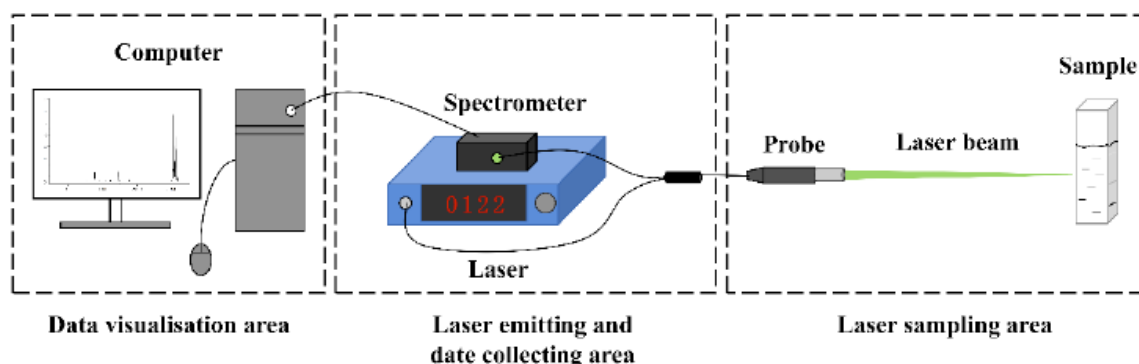 Computer
Spectrometer
0122
Laser
Probe
Laser beam
Sample
Data visualisation area
Laser emitting and
date collecting area
Laser sampling area